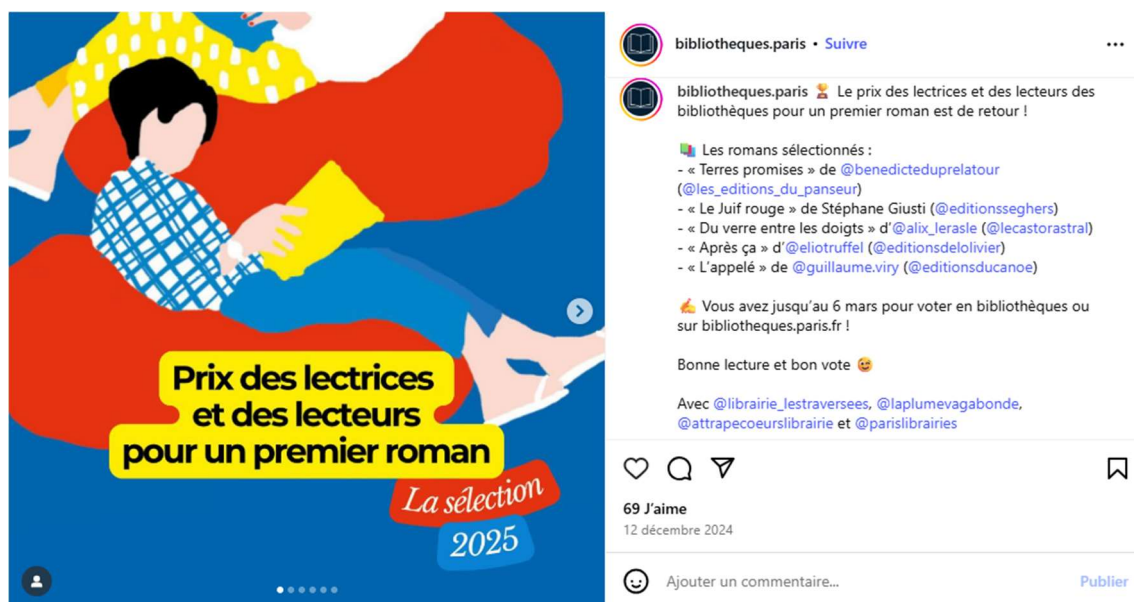 Prix des lectrices
et des lecteurs
pour un premier roman
La sélection
2025
bibliotheques.paris • Suivre
bibliotheques.paris 🏆 Le prix des lectrices et des lecteurs des
bibliothèques pour un premier roman est de retour !
📚 Les romans sélectionnés :
- « Terres promises » de @benedicteduprelatour
(@les_editions_du_panseur)
- « Le Juif rouge » de Stéphane Giusti (@editionsseghers)
- « Du verre entre les doigts » d'@alix_lerasle (@lecastorastral)
- « Après ça » d'@eliotruffel (@editionsdelolivier)
- « L'appelé » de @guillaume.viry (@editionsducanoe)
✍️ Vous avez jusqu'au 6 mars pour voter en bibliothèques ou
sur bibliotheques.paris.fr !
Bonne lecture et bon vote 😉
Avec @librairie_lestraversees, @laplumevagabonde,
@attrapecoeurslibrairie et @parislibrairies
69 J'aime
12 décembre 2024
Ajouter un commentaire... Publier